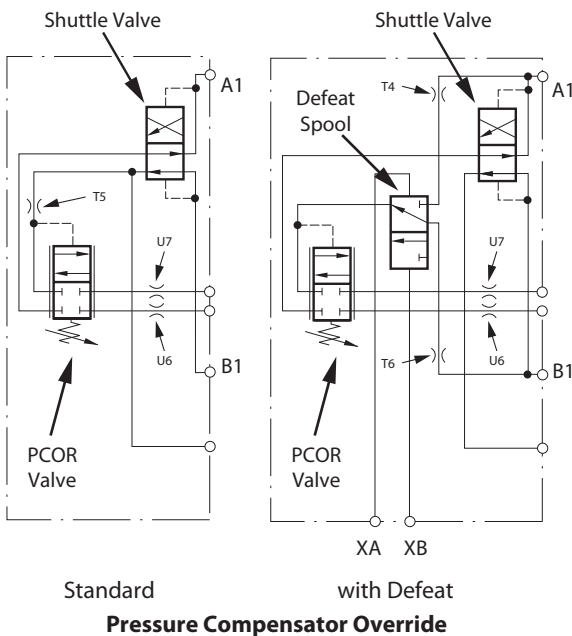 Shuttle Valve
A1
T5
U7
U6
B1
PCOR
Valve
Standard
Shuttle Valve
T4
A1
Defeat
Spool
U7
U6
T6
B1
PCOR
Valve
XA XB
with Defeat
Pressure Compensator Override